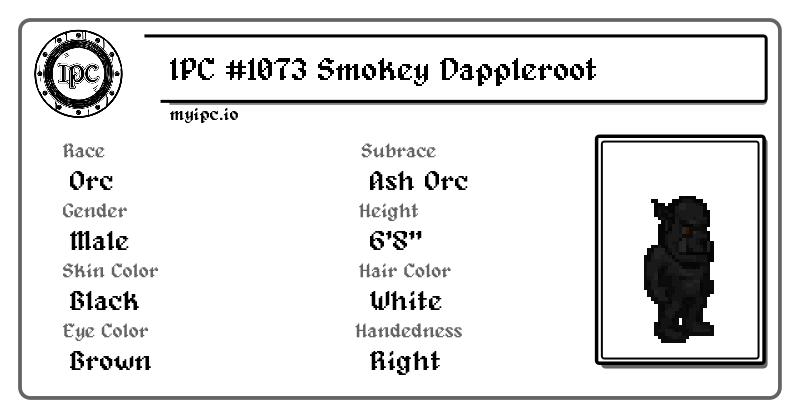 IPC
IPC #1073 Smokey Dappleroot
myipc.io
Race
Subrace
Orc
Ash Orc
Gender
Height
Male
6'8"
Skin Color
Hair Color
Black
White
Eye Color
Handedness
Brown
Right